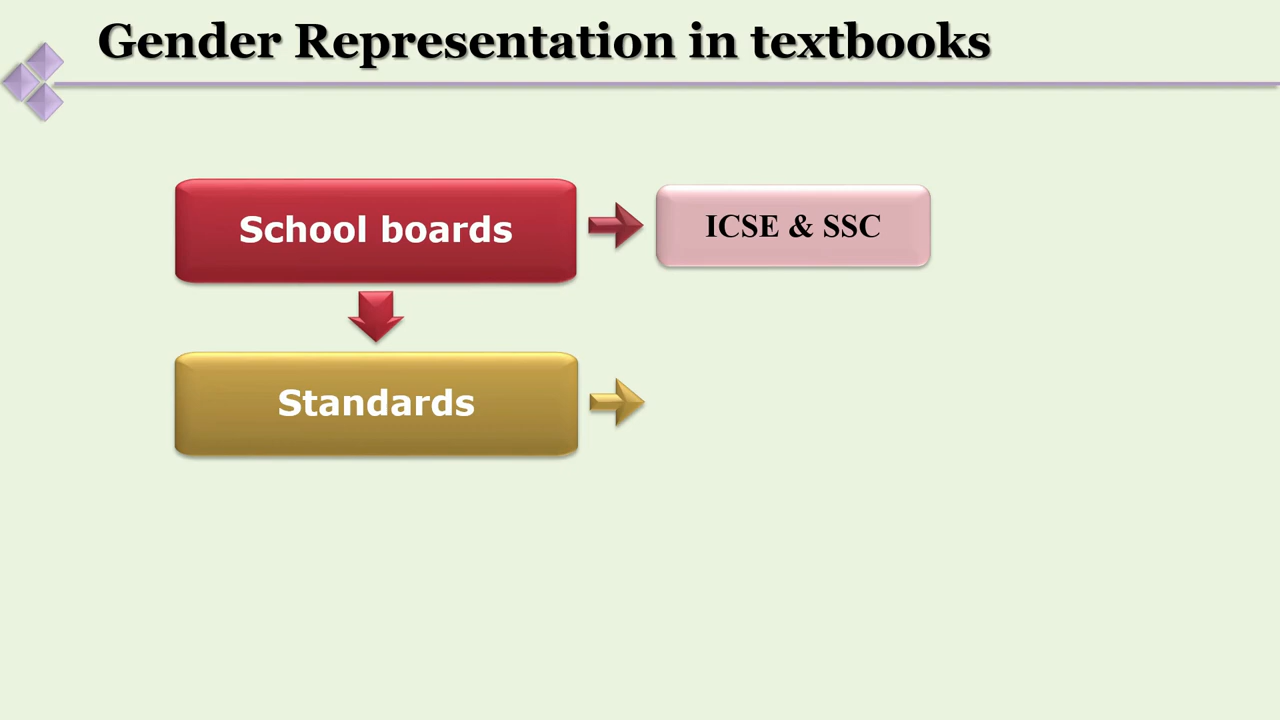 Gender Representation in textbooks
School boards
ICSE & SSC
Standards